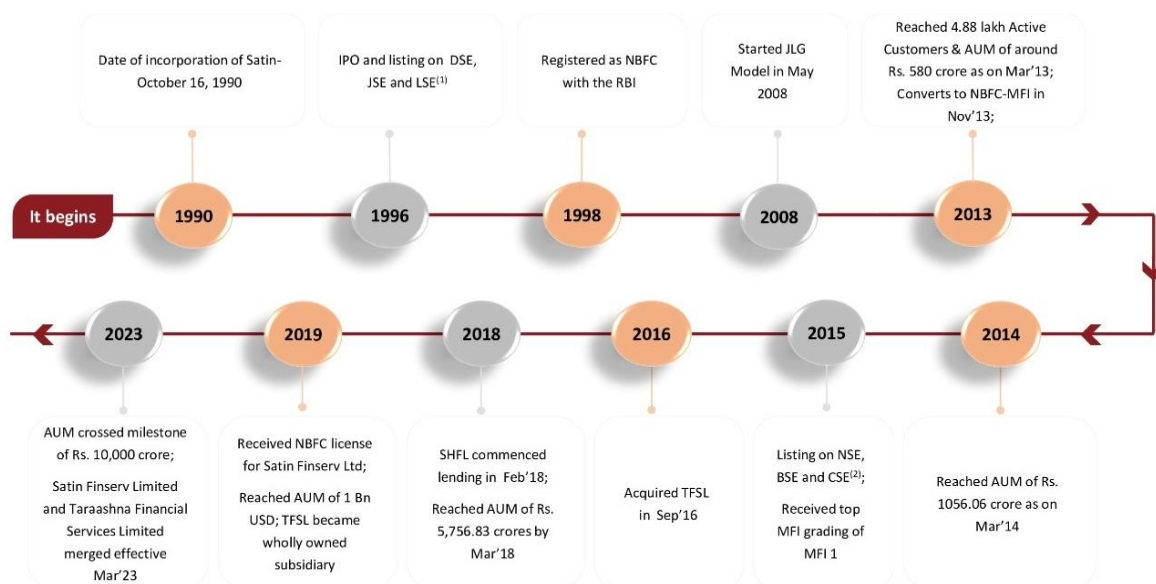 Date of incorporation of Satin-
October 16, 1990
IPO and listing on DSE,
JSE and LSE(1)
Registered as NBFC
with the RBI
Started JLG
Model in May
2008
Reached 4.88 lakh Active
Customers & AUM of around
Rs. 580 crore as on Mar'13;
Converts to NBFC-MFI in
Nov'13;
It begins
1990
1996
1998
2008
2013
2023
2019
2018
2016
2015
2014
AUM crossed milestone
of Rs. 10,000 crore;
Satin Finserv Limited
and Taraashna Financial
Services Limited
merged effective
Mar'23
Received NBFC license
for Satin Finserv Ltd;
Reached AUM of 1 Bn
USD; TFSL became
wholly owned
subsidiary
SHFL commenced
lending in Feb'18;
Reached AUM of Rs.
5,756.83 crores by
Mar'18
Acquired TFSL
in Sep'16
Listing on NSE,
BSE and CSE(2);
Received top
MFI grading of
MFI 1
Reached AUM of Rs.
1056.06 crore as on
Mar'14